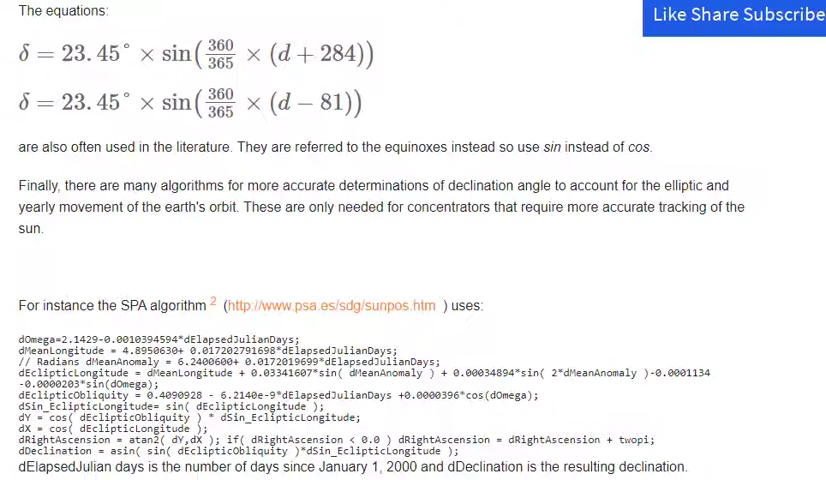 The equations:
Like Share Subscribe
δ = 23.45° × sin(360/365 × (d + 284))
δ = 23.45° × sin(360/365 × (d − 81))
are also often used in the literature. They are referred to the equinoxes instead so use sin instead of cos.
Finally, there are many algorithms for more accurate determinations of declination angle to account for the elliptic and
yearly movement of the earth's orbit. These are only needed for concentrators that require more accurate tracking of the
sun.
For instance the SPA algorithm 2 (http://www.psa.es/sdg/sunpos.htm ) uses:
dOmega=2.1429-0.0010394594*dElapsedJulianDays;
dMeanLongitude = 4.8950630+ 0.017202791698*dElapsedJulianDays;
// Radians dMeanAnomaly = 6.2400600+ 0.0172019699*dElapsedJulianDays;
dEclipticLongitude = dMeanLongitude + 0.03341607*sin( dMeanAnomaly ) + 0.00034894*sin( 2*dMeanAnomaly )-0.0001134
-0.0000203*sin(dOmega);
dEclipticObliquity = 0.4090928 - 6.2140e-9*dElapsedJulianDays +0.0000396*cos(dOmega);
dSin_EclipticLongitude= sin( dEclipticLongitude );
dY = cos( dEclipticObliquity ) * dSin_EclipticLongitude;
dX = cos( dEclipticLongitude );
dRightAscension = atan2( dY,dX ); if( dRightAscension < 0.0 ) dRightAscension = dRightAscension + twopi;
dDeclination = asin( sin( dEclipticObliquity )*dSin_EclipticLongitude );
dElapsedJulian days is the number of days since January 1, 2000 and dDeclination is the resulting declination.